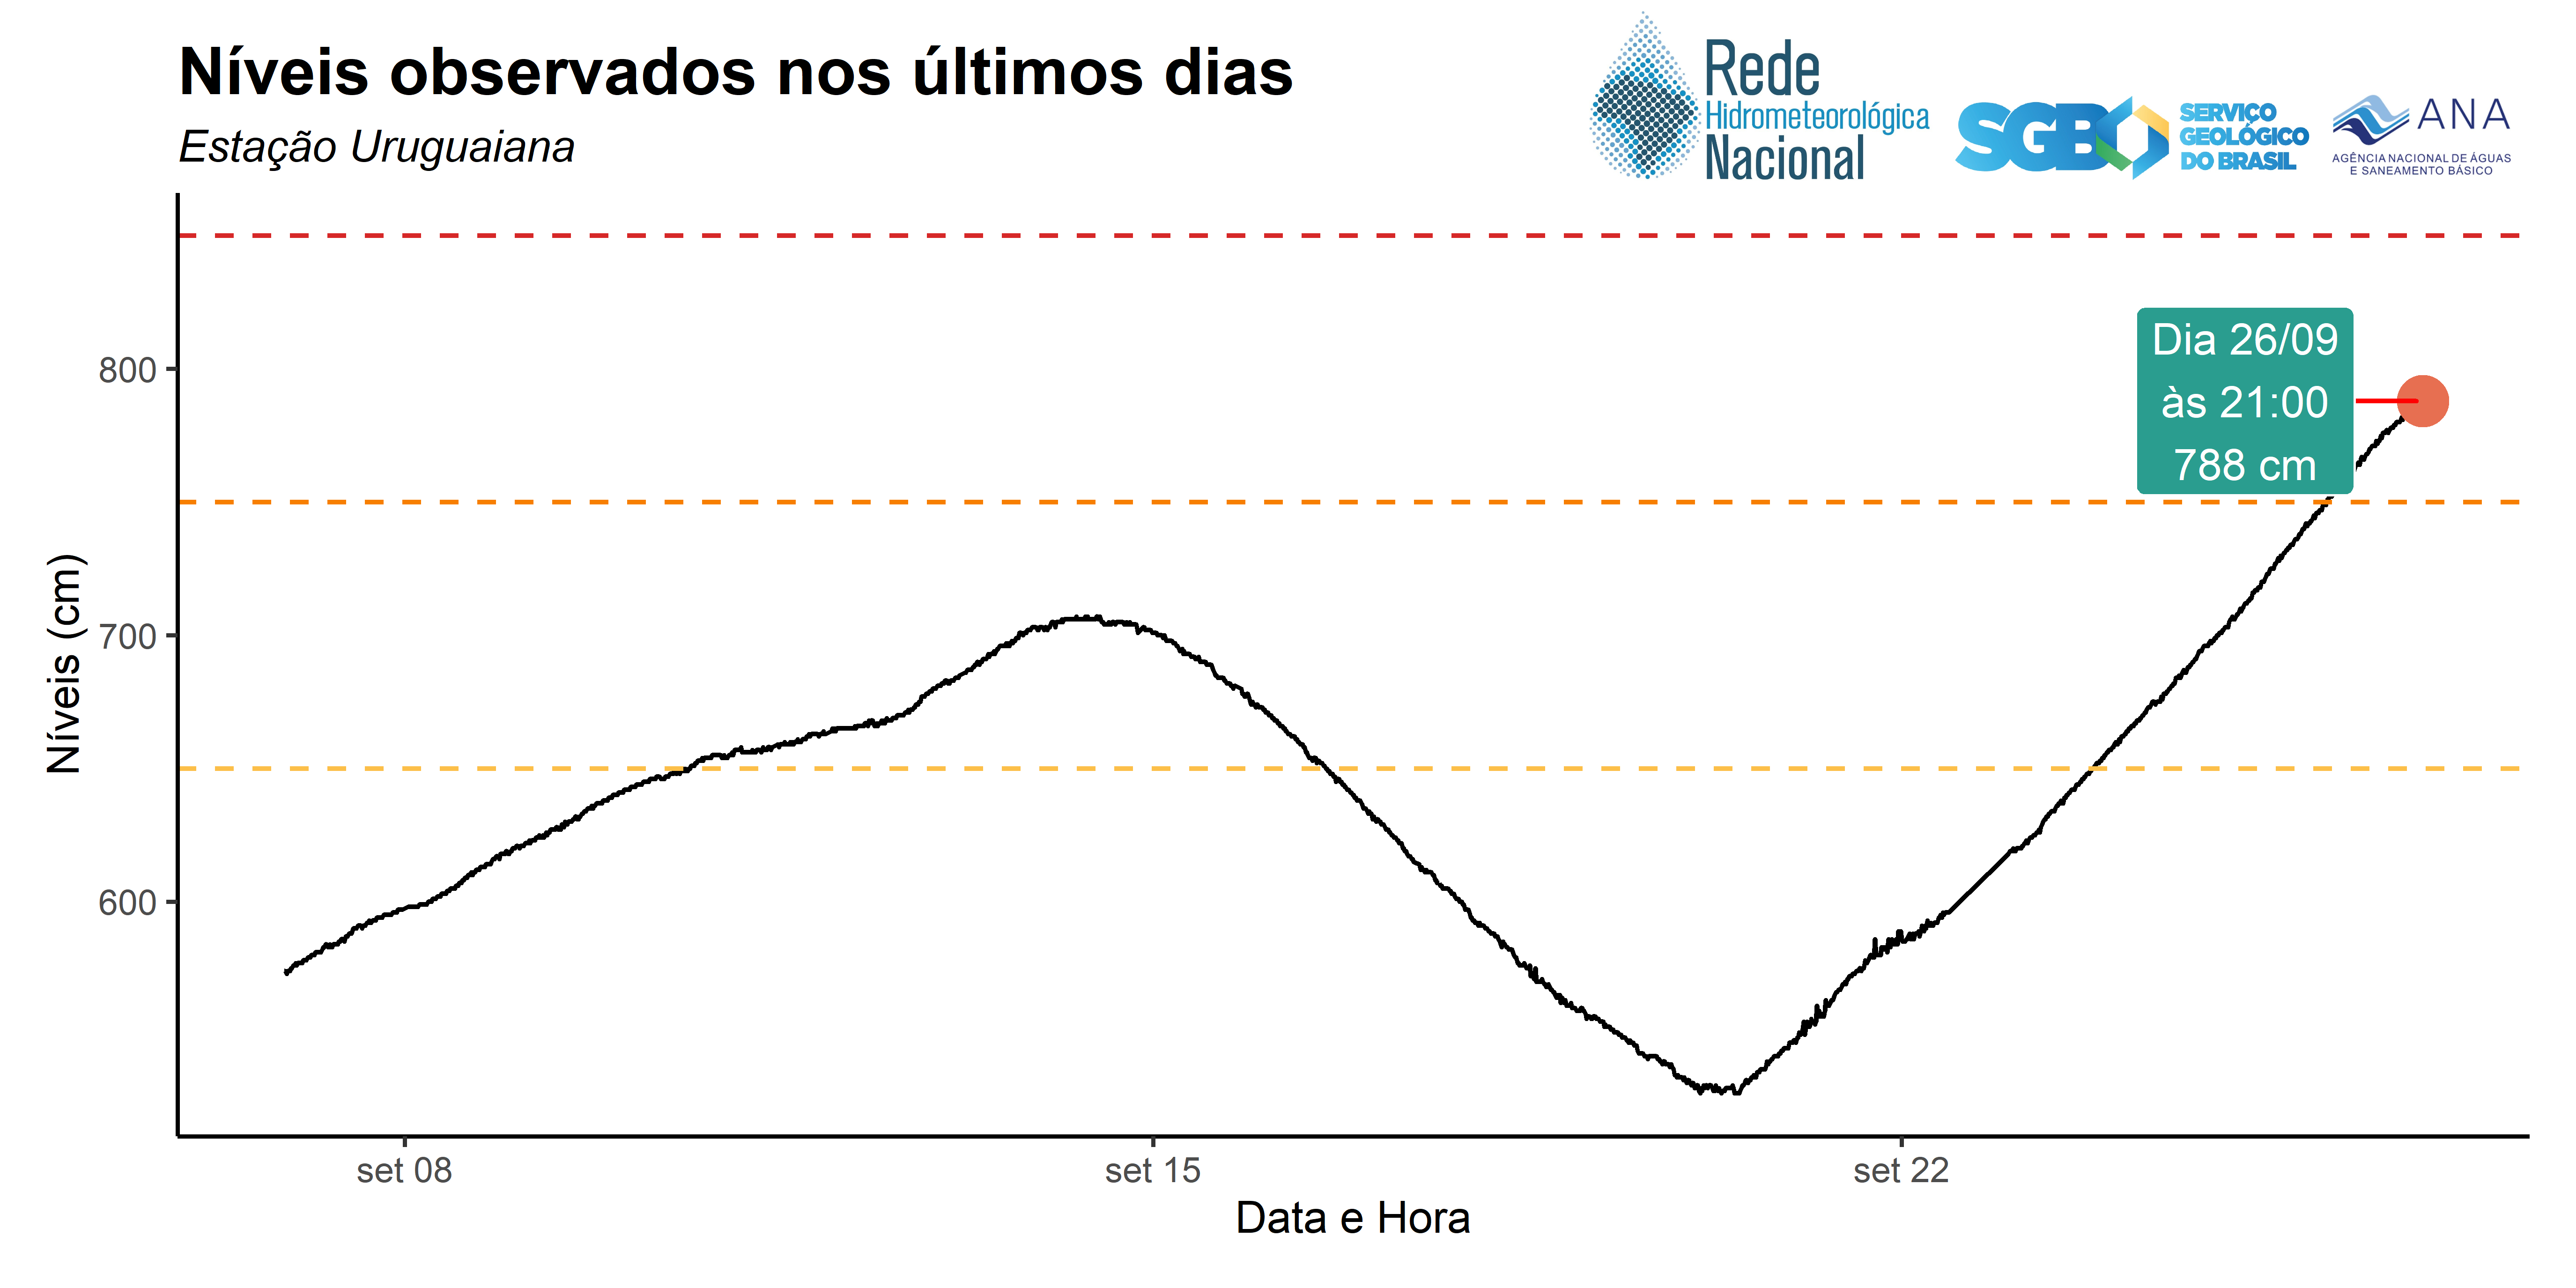 Níveis observados nos últimos dias
Estação Uruguaiana
Rede
Hidrometeorológica
Nacional
SGB
SERVIÇO
GEOLÓGICO
DO BRASIL
ANA
AGÊNCIA NACIONAL DE ÁGUAS
E SANEAMENTO BÁSICO
Níveis (cm)
800
700
600
Dia 26/09
às 21:00
788 cm
set 08
set 15
set 22
Data e Hora